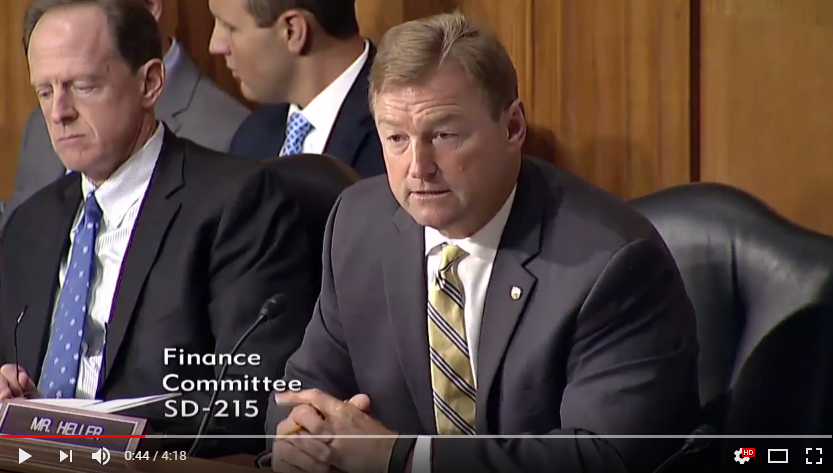 Finance
Committee
SD-215
MR. HELLER
0:44 / 4:18
HD